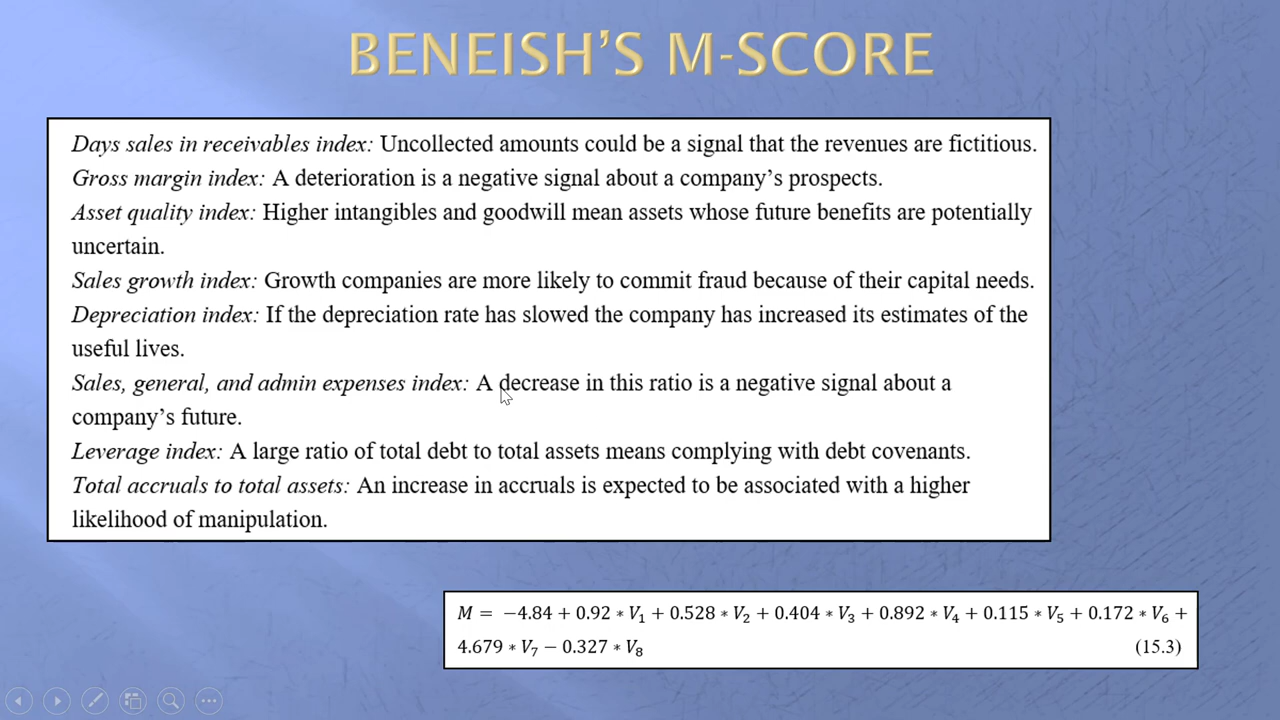 BENEISH'S M-SCORE
Days sales in receivables index: Uncollected amounts could be a signal that the revenues are fictitious.
Gross margin index: A deterioration is a negative signal about a company's prospects.
Asset quality index: Higher intangibles and goodwill mean assets whose future benefits are potentially
uncertain.
Sales growth index: Growth companies are more likely to commit fraud because of their capital needs.
Depreciation index: If the depreciation rate has slowed the company has increased its estimates of the
useful lives.
Sales, general, and admin expenses index: A decrease in this ratio is a negative signal about a
company's future.
Leverage index: A large ratio of total debt to total assets means complying with debt covenants.
Total accruals to total assets: An increase in accruals is expected to be associated with a higher
likelihood of manipulation.
M = −4.84 + 0.92 * V₁ + 0.528 * V₂ + 0.404 * V₃ + 0.892 * V₄ + 0.115 * V₅ + 0.172 * V₆ +
4.679 * V₇ − 0.327 * V₈ (15.3)